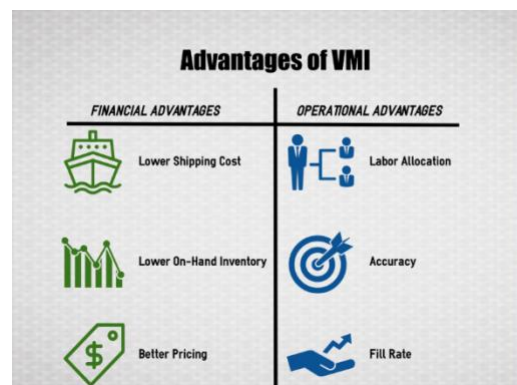 Advantages of VMI
FINANCIAL ADVANTAGES
OPERATIONAL ADVANTAGES
Lower Shipping Cost
Labor Allocation
Lower On-Hand Inventory
Accuracy
$
Better Pricing
Fill Rate